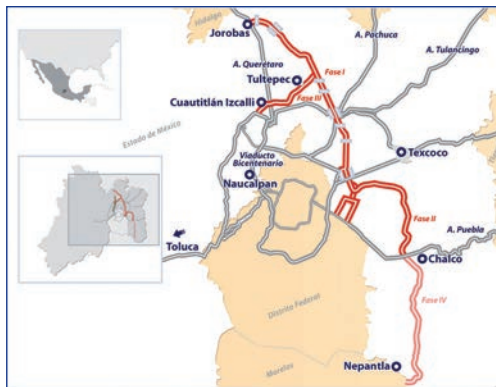 Hidalgo
Jorobas
A. Pachuca
A. Tulancingo
A. Querétaro
Fase I
Tultepec
Fase III
Cuautitlán Izcalli
Estado de México
Texcoco
Viaducto
Bicentenario
Naucalpan
Fase II
Toluca
A. Puebla
Chalco
Distrito Federal
Fase IV
Nepantla
Morelos